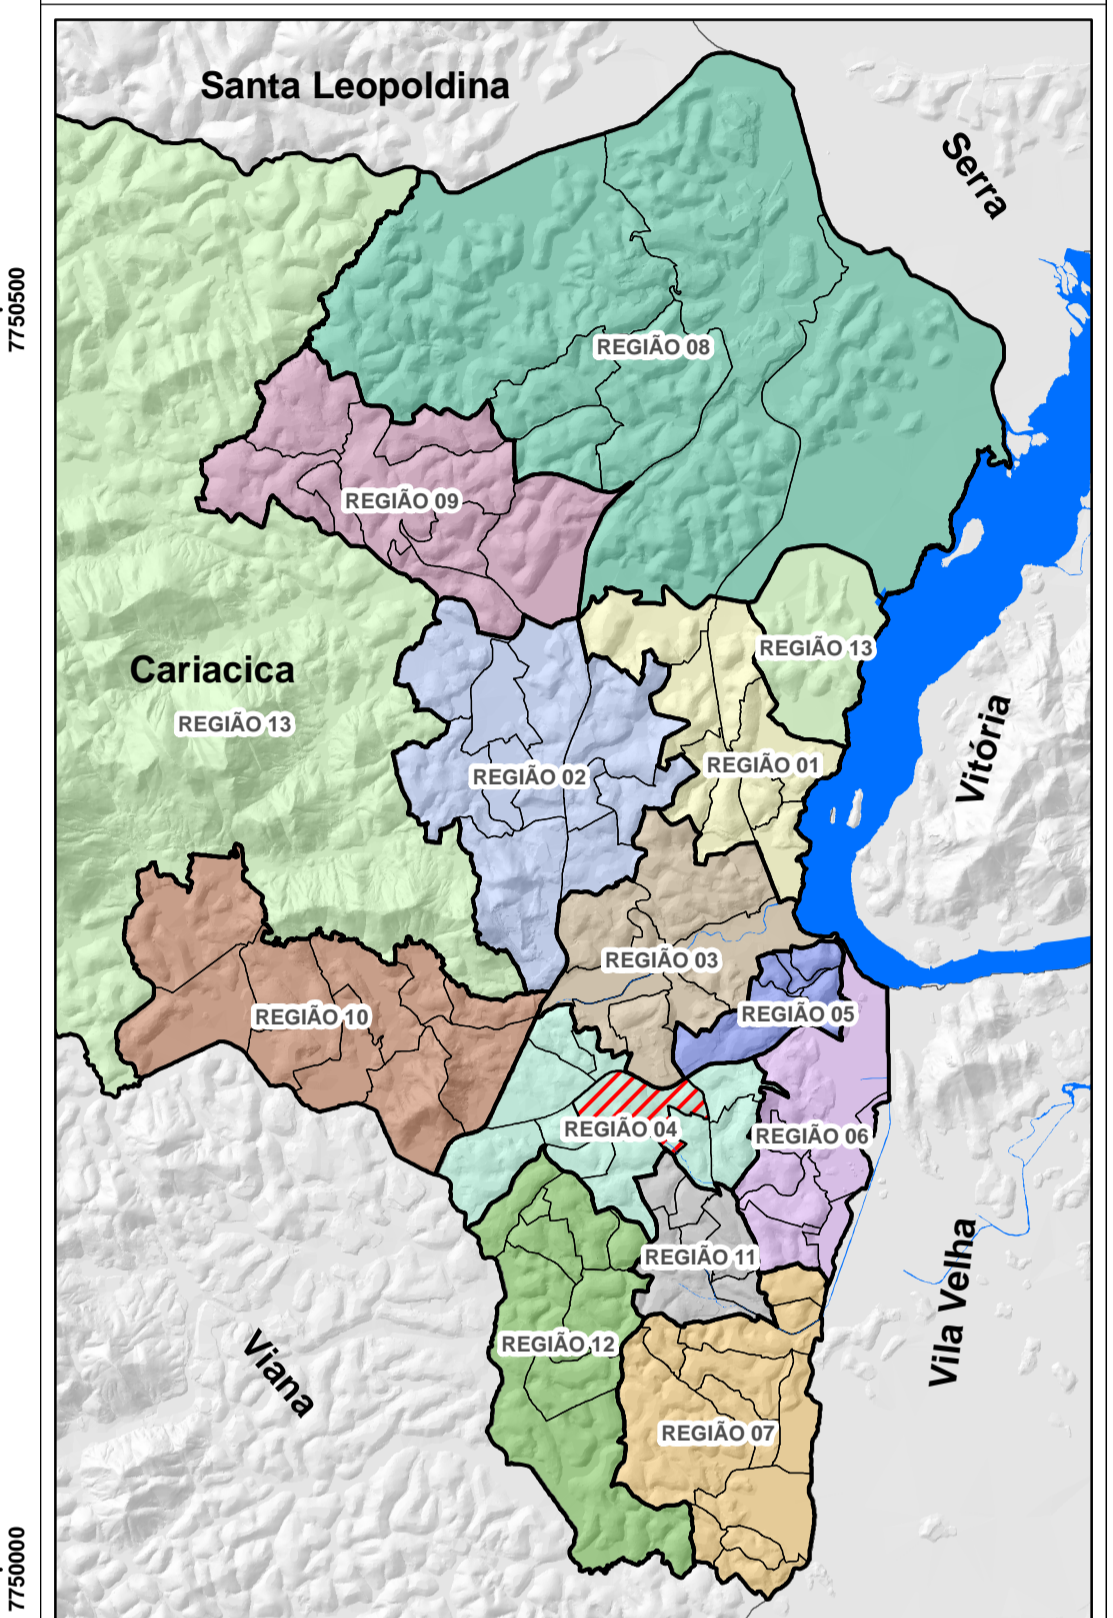 Santa Leopoldina
Serra
7750500
REGIÃO 08
REGIÃO 09
REGIÃO 13
Cariacica
REGIÃO 13
Vitória
REGIÃO 01
REGIÃO 02
REGIÃO 03
REGIÃO 05
REGIÃO 10
REGIÃO 04
REGIÃO 06
REGIÃO 11
Vila Velha
REGIÃO 12
Viana
REGIÃO 07
7750000